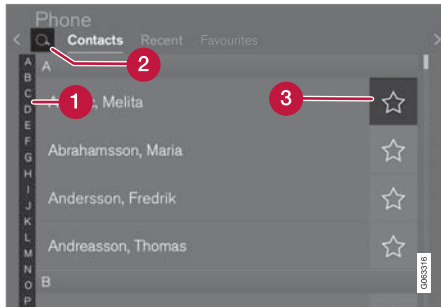 Phone
Contacts Recent Favourites
2
A
A
B
C
D
E
F
G
H
I
J
K
L
M
N
O
P
1
Melita
3
Abrahamsson, Maria
Andersson, Fredrik
Andreasson, Thomas
B
G063316